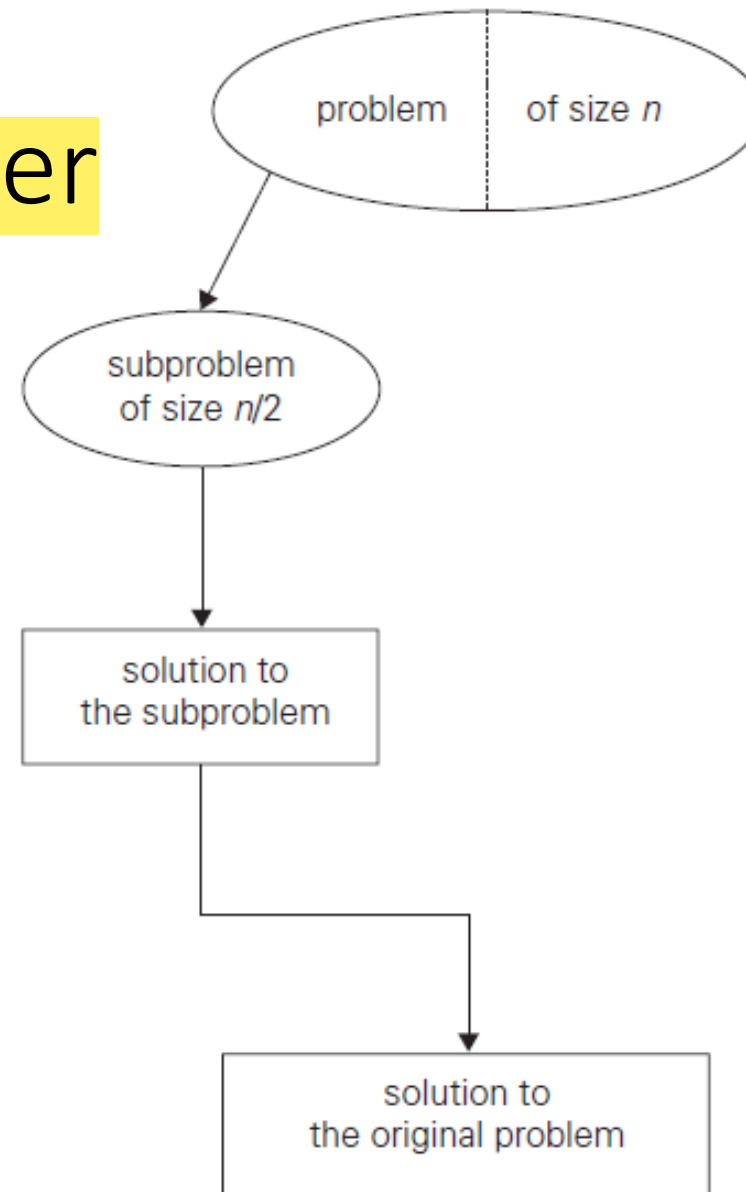 er
problem of size n
subproblem
of size n/2
solution to
the subproblem
solution to
the original problem